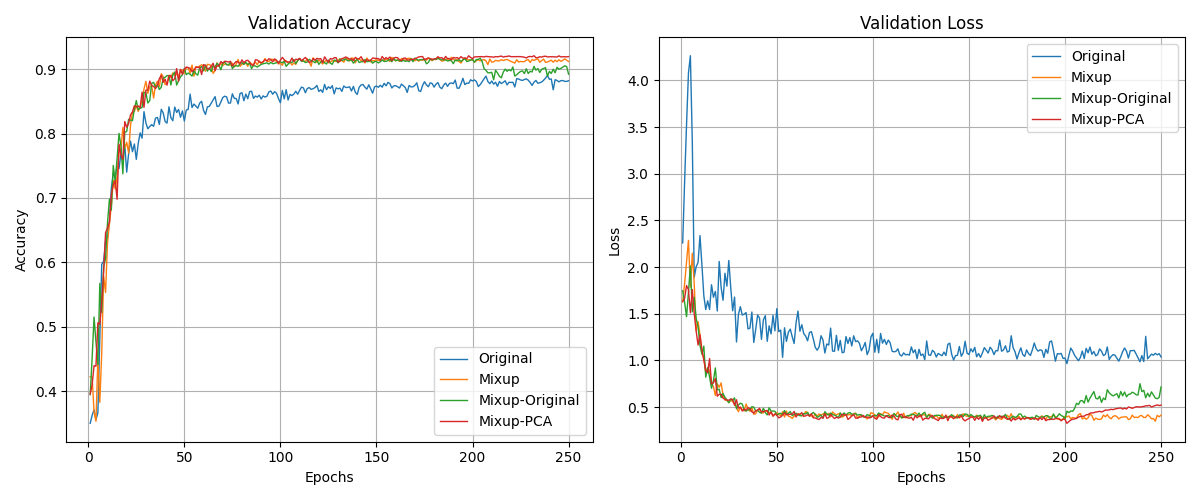 Validation Accuracy
Accuracy
0.9
0.8
0.7
0.6
0.5
0.4
Original
Mixup
Mixup-Original
Mixup-PCA
0
50
100
150
200
250
Epochs
Validation Loss
Loss
4.0
3.5
3.0
2.5
2.0
1.5
1.0
0.5
Original
Mixup
Mixup-Original
Mixup-PCA
0
50
100
150
200
250
Epochs